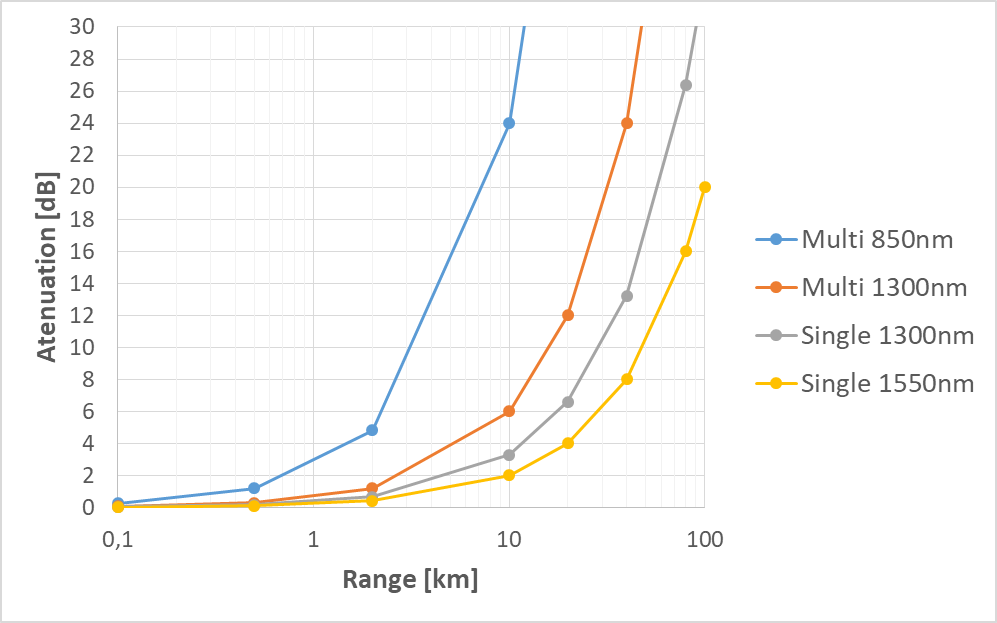 30
28
26
24
22
20
18
16
14
12
10
8
6
4
2
0
Atenuation [dB]
0,1 1 10 100
Range [km]
Multi 850nm
Multi 1300nm
Single 1300nm
Single 1550nm